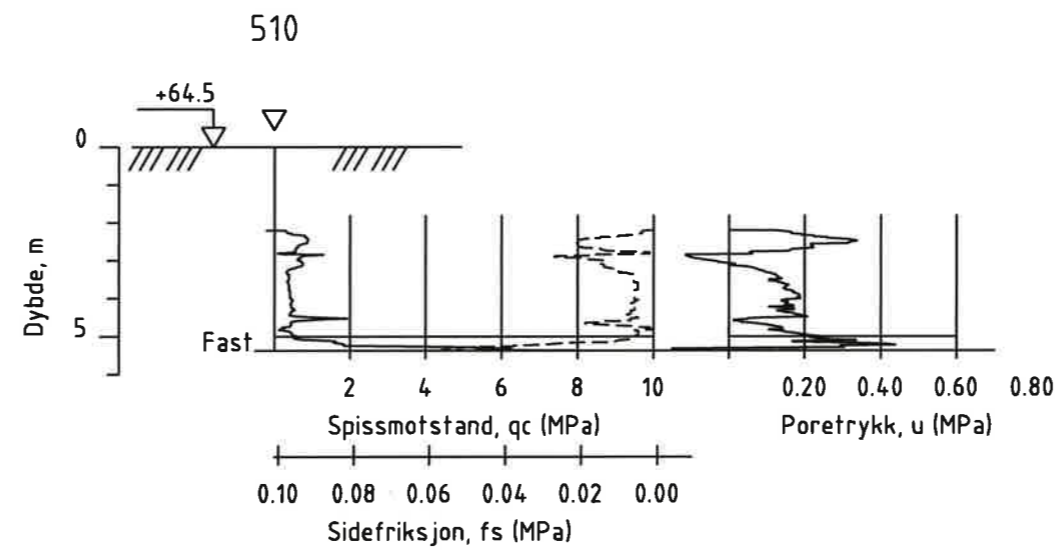 510
+64.5
0
Dybde, m
5
Fast
2 4 6 8 10 0.20 0.40 0.60 0.80
Spissmotstand, qc (MPa) Poretrykk, u (MPa)
0.10 0.08 0.06 0.04 0.02 0.00
Sidefriksjon, fs (MPa)